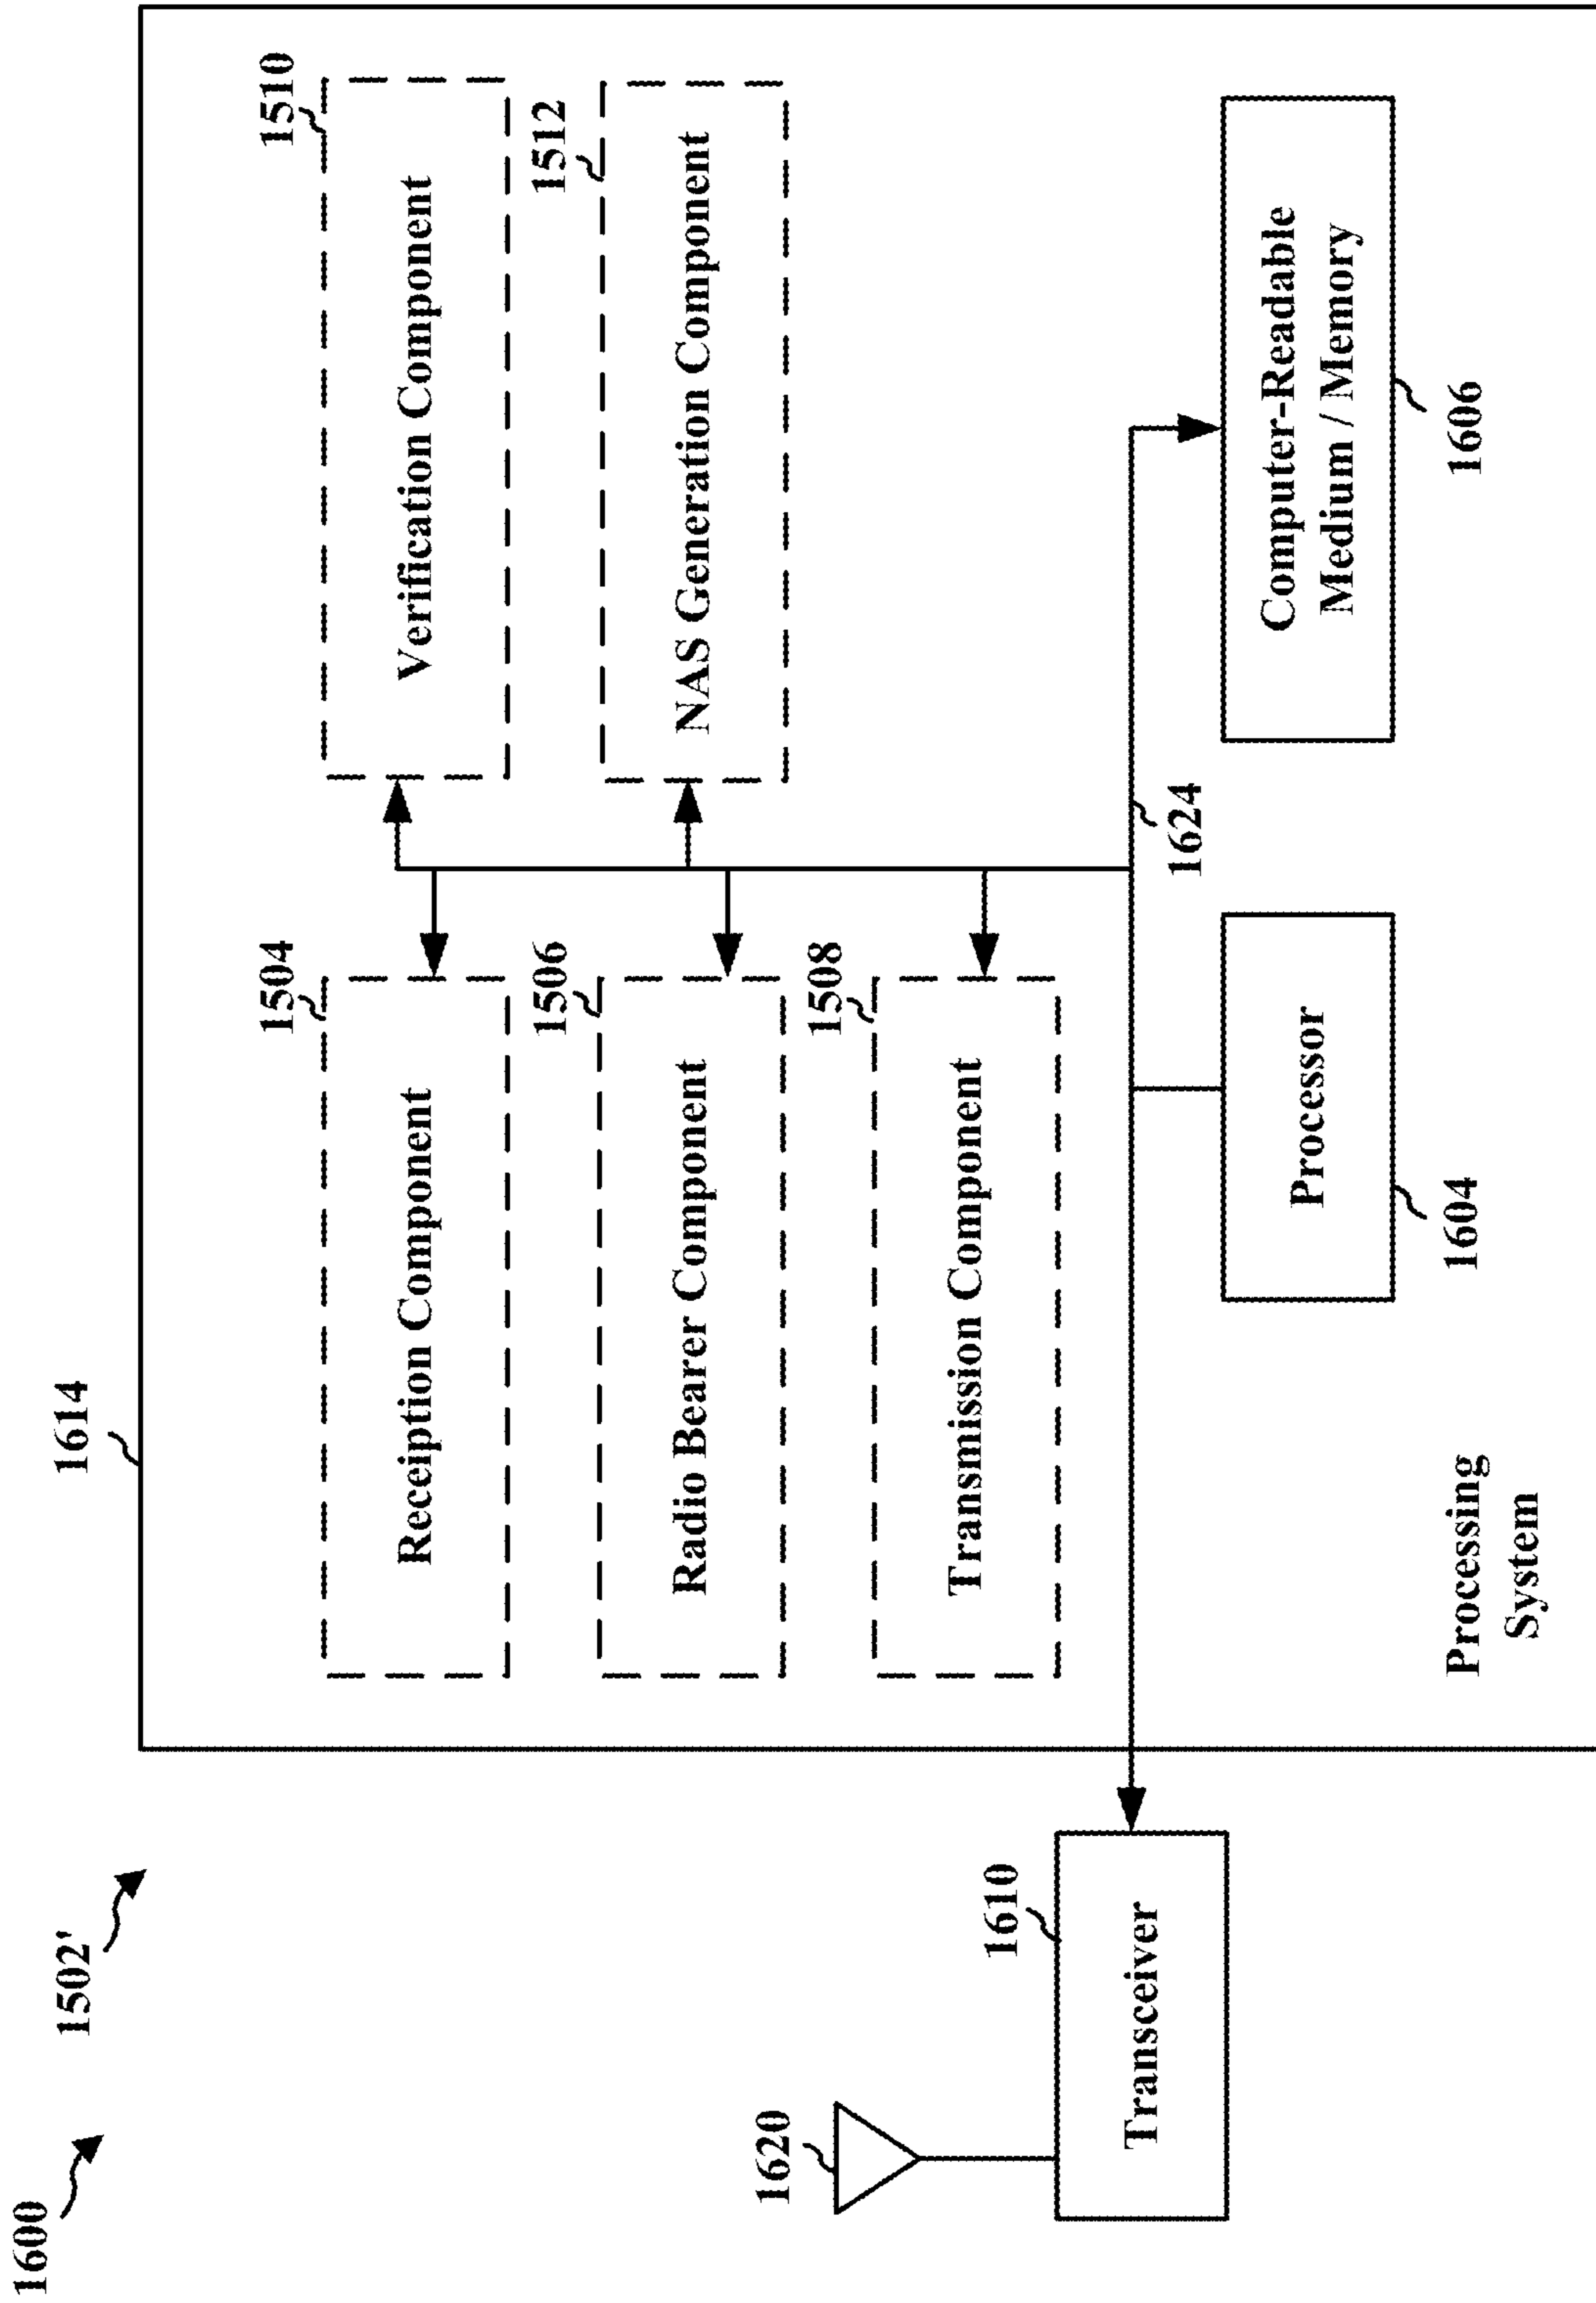 1600
1502'
1614
1504
Reception Component
1510
Verification Component
1506
Radio Bearer Component
1512
NAS Generation Component
1508
Transmission Component
1620
1610
Transceiver
1624
Processor
1604
Computer-Readable
Medium / Memory
1606
Processing
System